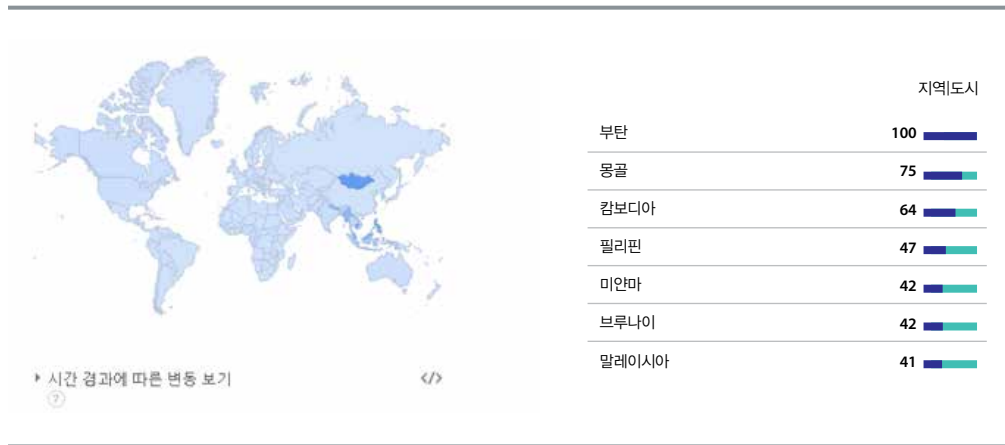 지역|도시
부탄 100
몽골 75
캄보디아 64
필리핀 47
미얀마 42
브루나이 42
말레이시아 41
시간 경과에 따른 변동 보기
</>
?